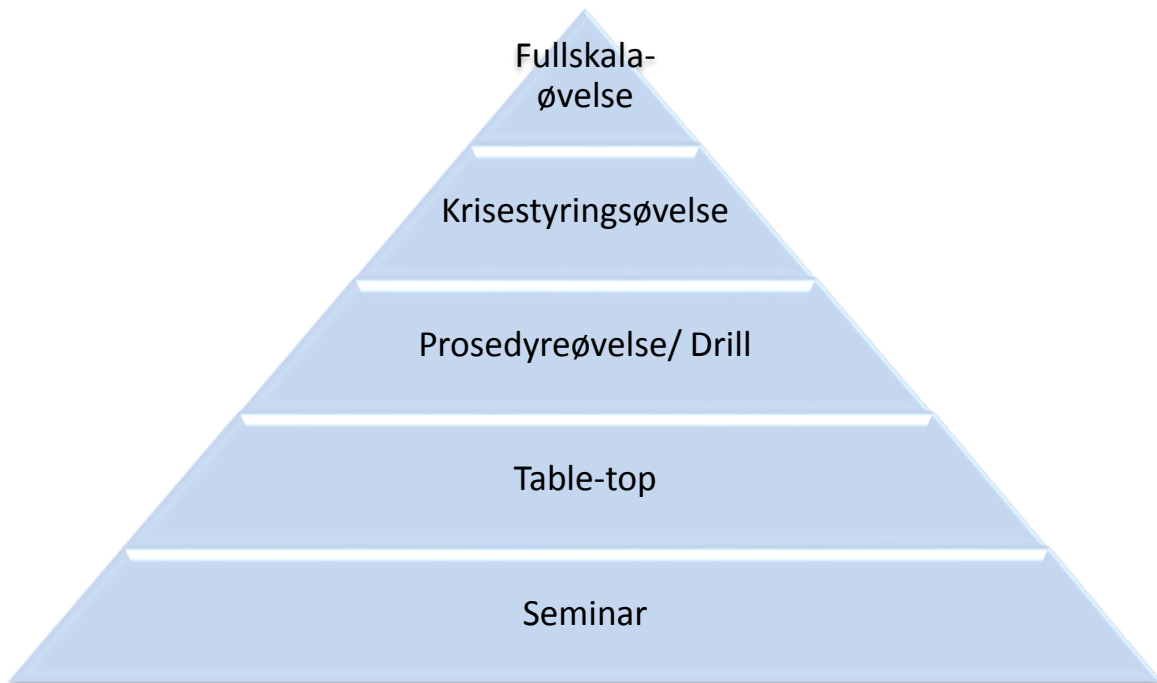 Fullskala-
øvelse
Krisestyringsøvelse
Prosedyreøvelse/ Drill
Table-top
Seminar